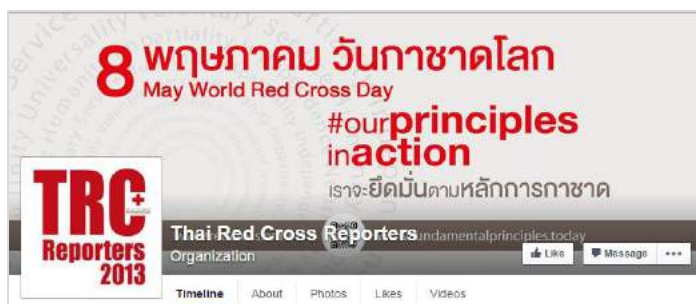 8 พฤษภาคม วันกาชาดโลก
May World Red Cross Day
#ourprinciples
inaction
เราจะยึดมั่นตามหลักการกาชาด
TRC
Reporters
2013
Thai Red Cross Reporters
undamentalprinciples.today
Organization
Like
Message
Timeline
About
Photos
Likes
Videos